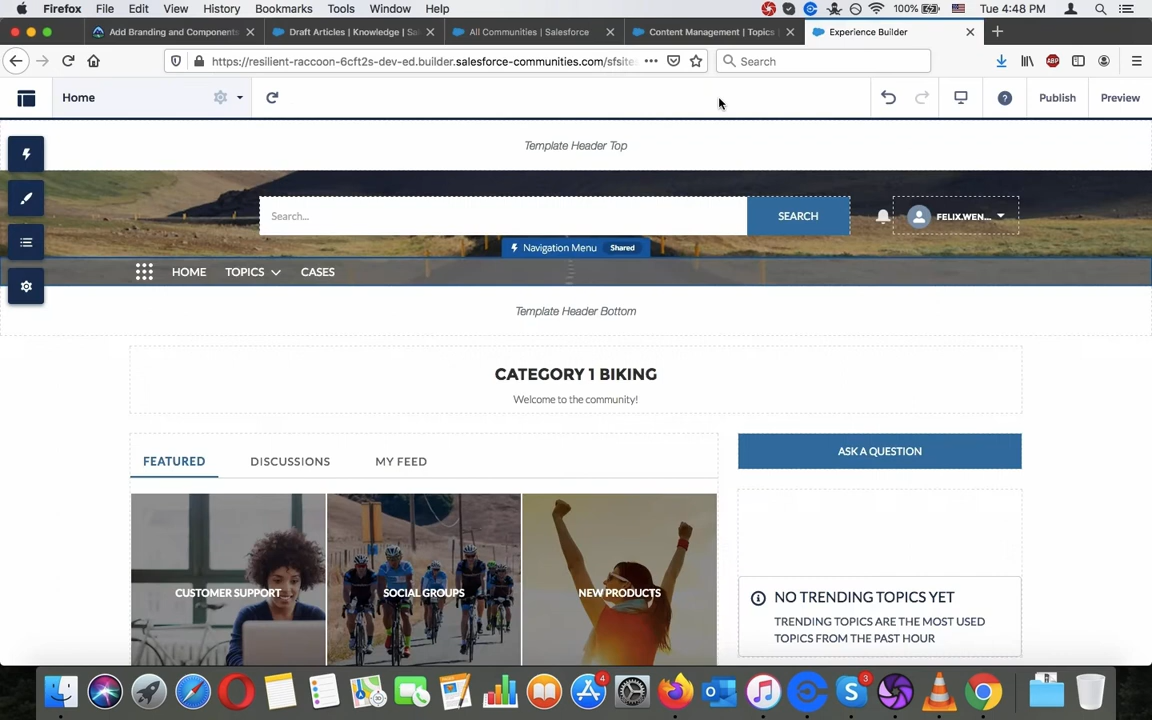 Firefox File Edit View History Bookmarks Tools Window Help 100% Tue 4:48 PM
Add Branding and Components Draft Articles | Knowledge | Sa All Communities | Salesforce Content Management | Topics | Experience Builder
https://resilient-raccoon-6cft2s-dev-ed.builder.salesforce-communities.com/sfsites Search
Home Publish Preview
Template Header Top
Search... SEARCH FELIX.WEN...
Navigation Menu Shared
HOME TOPICS CASES
Template Header Bottom
CATEGORY 1 BIKING
Welcome to the community!
FEATURED DISCUSSIONS MY FEED
ASK A QUESTION
CUSTOMER SUPPORT SOCIAL GROUPS NEW PRODUCTS
NO TRENDING TOPICS YET
TRENDING TOPICS ARE THE MOST USED
TOPICS FROM THE PAST HOUR
4 3